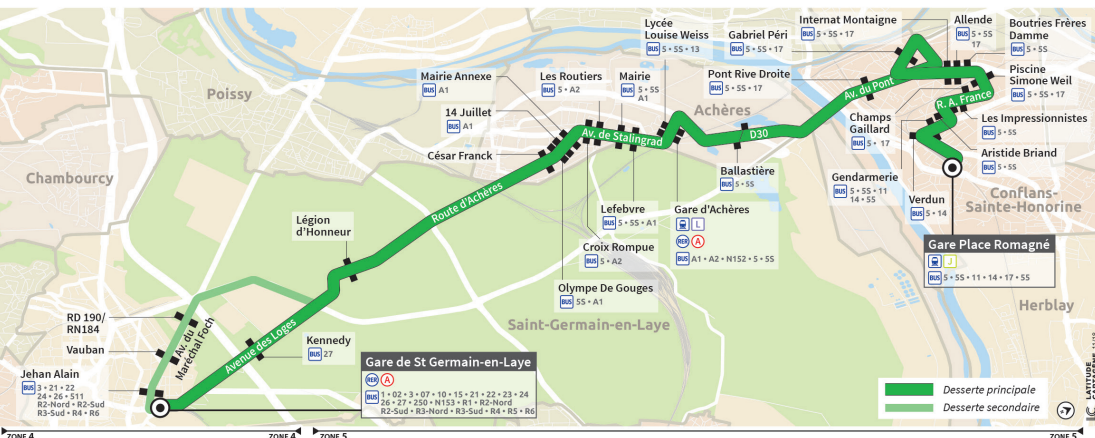 Lycée
Louise Weiss
BUS 5 • 5S • 13
Gabriel Péri
BUS 5 • 5S • 17
Internat Montaigne
BUS 5 • 5S • 17
Allende
BUS 5 • 5S
17
Boutries Frères
Damme
BUS 5 • 5S
Mairie Annexe
BUS A1
Les Routiers
BUS 5 • A2
Mairie
BUS 5 • 5S
A1
Pont Rive Droite
BUS 5 • 5S • 17
Piscine
Simone Weil
BUS 5 • 5S • 17
Poissy
14 Juillet
BUS A1
Achères
Av. du Pont
R. A. France
Champs
Gaillard
BUS 5 • 17
Les Impressionnistes
BUS 5 • 5S
César Franck
Av. de Stalingrad
D30
Aristide Briand
BUS 5 • 5S
Chambourcy
Ballastière
BUS 5 • 5S
Gendarmerie
BUS 5 • 5S • 11
14 • 55
Verdun
BUS 5 • 14
Conflans-
Sainte-Honorine
Route d'Achères
Légion
d'Honneur
Lefebvre
BUS 5 • 5S • A1
Gare d'Achères
L
RER A
BUS A1 • A2 • N152 • 5 • 5S
Croix Rompue
BUS 5 • A2
Gare Place Romagné
J
BUS 5 • 5S • 11 • 14 • 17 • 55
Olympe De Gouges
BUS 5S • A1
Herblay
Saint-Germain-en-Laye
RD 190/
RN184
Av. du
Maréchal Foch
Avenue des Loges
Vauban
Kennedy
BUS 27
Jehan Alain
BUS 3 • 21 • 22
24 • 26 • 511
R2-Nord • R2-Sud
R3-Sud • R4 • R6
Gare de St Germain-en-Laye
RER A
BUS 1 • 02 • 3 • 07 • 10 • 15 • 21 • 22 • 23 • 24
26 • 27 • 250 • N153 • R1 • R2-Nord
R2-Sud • R3-Nord • R3-Sud • R4 • R5 • R6
Desserte principale
Desserte secondaire
LATITUDE
CARTAGENE
ZONE 4
ZONE 4
ZONE 5
ZONE 5